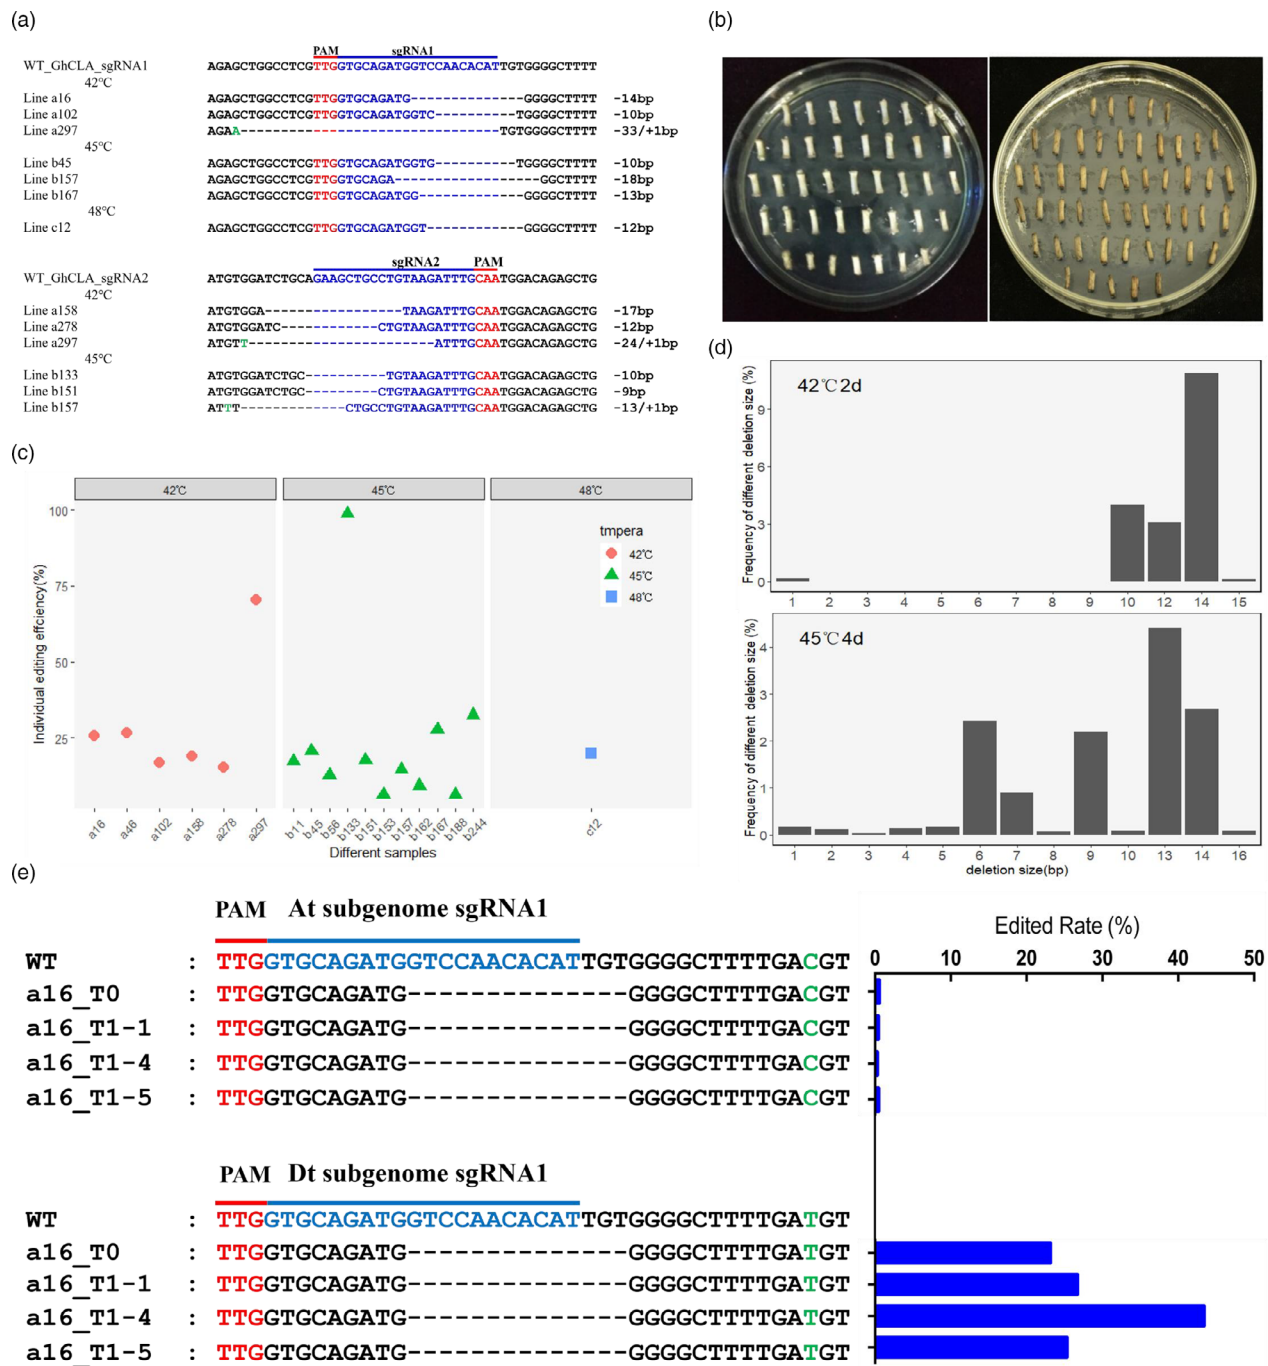 (a)
PAM sgRNA1
WT_GhCLA_sgRNA1 AGAGCTGGCCTCGTTGGTGCAGATGGTCCAACACATTGTGGGGCTTTT
42°C
Line a16 AGAGCTGGCCTCGTTGGTGCAGATG--------------GGGGCTTTT -14bp
Line a102 AGAGCTGGCCTCGTTGGTGCAGATGGTC-----------GGGGCTTTT -10bp
Line a297 AGAA--------------------------------TGTGGGGCTTTT -33/+1bp
45°C
Line b45 AGAGCTGGCCTCGTTGGTGCAGATGGTG----------TGGGGCTTTT -10bp
Line b157 AGAGCTGGCCTCGTTGGTGCAGA------------------GGCTTTT -18bp
Line b167 AGAGCTGGCCTCGTTGGTGCAGATGG-------------GGGGCTTTT -13bp
48°C
Line c12 AGAGCTGGCCTCGTTGGTGCAGATGGT------------GGGGCTTTT -12bp
sgRNA2 PAM
WT_GhCLA_sgRNA2 ATGTGGATCTGCAGAAGCTGCCTGTAAGATTTGCAATGGACAGAGCTG
42°C
Line a158 ATGTGGA-----------------TAAGATTTGCAATGGACAGAGCTG -17bp
Line a278 ATGTGGATC------------CTGTAAGATTTGCAATGGACAGAGCTG -12bp
Line a297 ATGTT-----------------------ATTTGCAATGGACAGAGCTG -24/+1bp
45°C
Line b133 ATGTGGATCTGC----------TGTAAGATTTGCAATGGACAGAGCTG -10bp
Line b151 ATGTGGATCTGC---------CTGTAAGATTTGCAATGGACAGAGCTG -9bp
Line b157 ATTT-------------CTGCCTGTAAGATTTGCAATGGACAGAGCTG -13/+1bp
(b)
(c)
42℃ 45℃ 48℃
Individual editing effciency(%)
100
75
50
25
tmpera
42℃
45℃
48℃
a16 a46 a102 a158 a278 a297 b11 b45 b56 b133 b151 b153 b157 b162 b167 b188 b244 c12
Different samples
(d)
42℃2d
Frequency of different deletion size (%)
9
6
3
0
1 2 3 4 5 6 7 8 9 10 12 14 15
45℃4d
Frequency of different deletion size (%)
4
3
2
1
0
1 2 3 4 5 6 7 8 9 10 13 14 16
deletion size(bp)
(e)
PAM At subgenome sgRNA1
Edited Rate (%)
0 10 20 30 40 50
WT : TTGGTGCAGATGGTCCAACACATTGTGGGGCTTTTGACGT
a16_T0 : TTGGTGCAGATG--------------GGGGCTTTTGACGT
a16_T1-1 : TTGGTGCAGATG--------------GGGGCTTTTGACGT
a16_T1-4 : TTGGTGCAGATG--------------GGGGCTTTTGACGT
a16_T1-5 : TTGGTGCAGATG--------------GGGGCTTTTGACGT
PAM Dt subgenome sgRNA1
WT : TTGGTGCAGATGGTCCAACACATTGTGGGGCTTTTGATGT
a16_T0 : TTGGTGCAGATG--------------GGGGCTTTTGATGT
a16_T1-1 : TTGGTGCAGATG--------------GGGGCTTTTGATGT
a16_T1-4 : TTGGTGCAGATG--------------GGGGCTTTTGATGT
a16_T1-5 : TTGGTGCAGATG--------------GGGGCTTTTGATGT